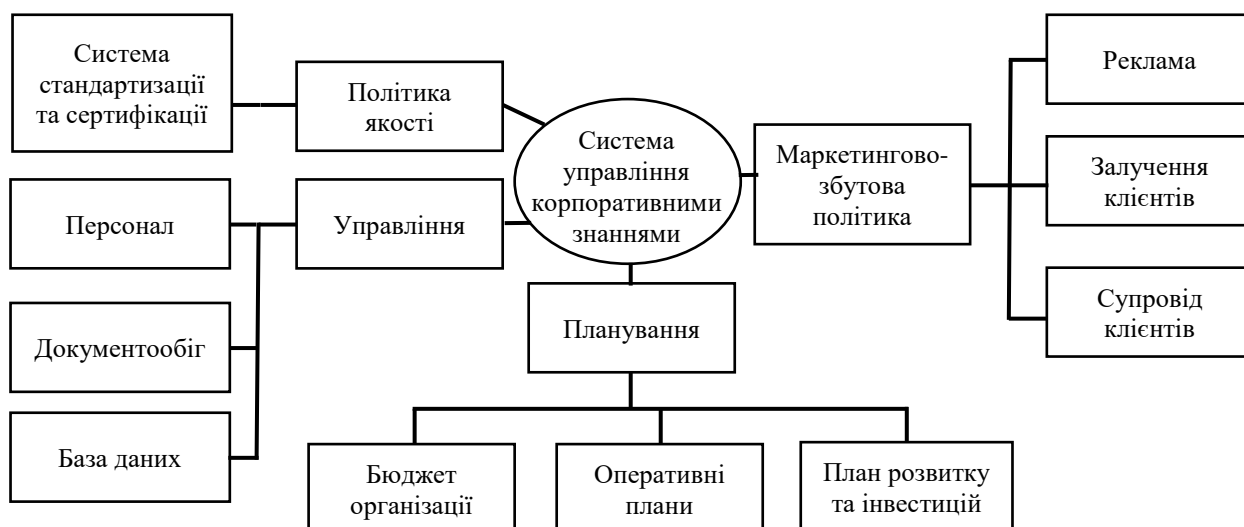 Система
стандартизації
та сертифікації
Політика
якості
Система
управління
корпоративними
знаннями
Маркетингово-
збутова
політика
Реклама
Залучення
клієнтів
Супровід
клієнтів
Персонал
Управління
Документообіг
База даних
Планування
Бюджет
організації
Оперативні
плани
План розвитку
та інвестицій